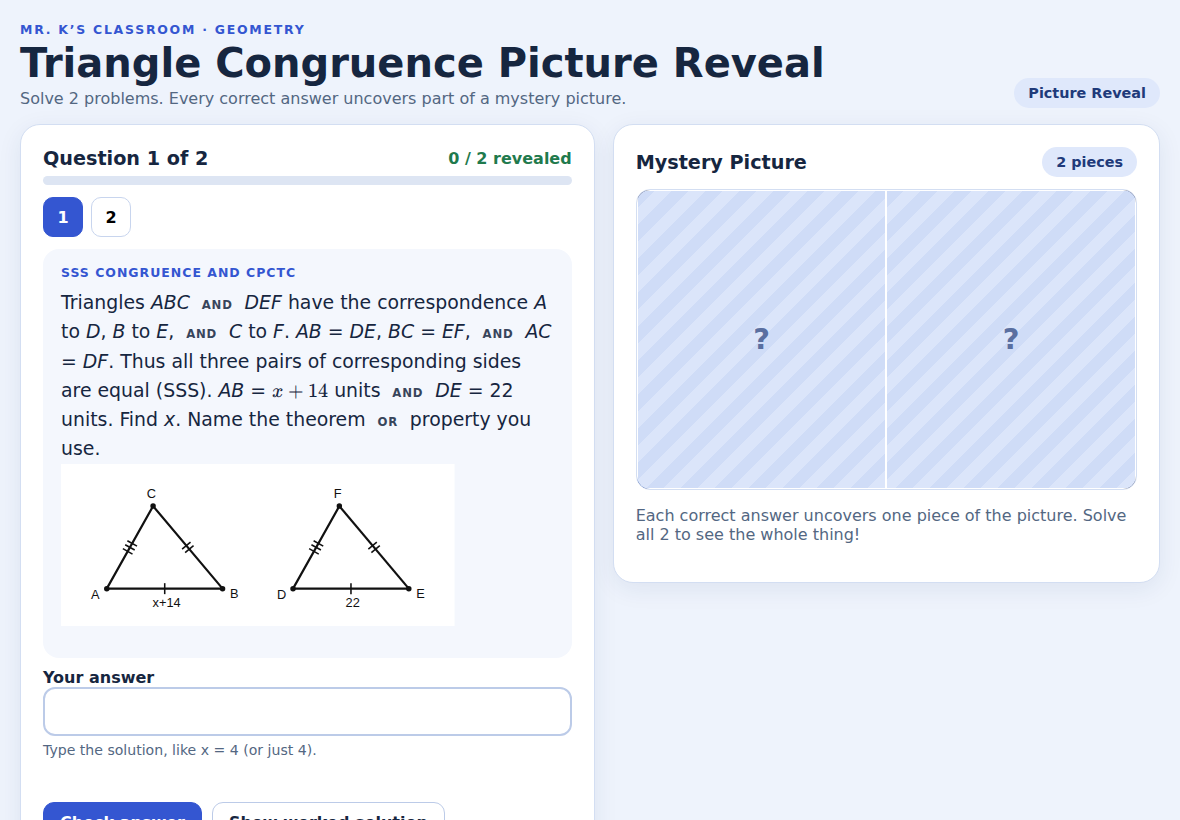 MR. K’S CLASSROOM · GEOMETRY
Triangle Congruence Picture Reveal
Solve 2 problems. Every correct answer uncovers part of a mystery picture.
Picture Reveal
Question 1 of 2
0 / 2 revealed
1
2
SSS CONGRUENCE AND CPCTC
Triangles ABC AND DEF have the correspondence A
to D, B to E, AND C to F. AB = DE, BC = EF, AND AC
= DF. Thus all three pairs of corresponding sides
are equal (SSS). AB = x + 14 units AND DE = 22
units. Find x. Name the theorem OR property you
use.
C
F
A
B
D
E
x+14
22
Your answer
Type the solution, like x = 4 (or just 4).
Check answer
Show worked solution
Mystery Picture
2 pieces
?
?
Each correct answer uncovers one piece of the picture. Solve
all 2 to see the whole thing!